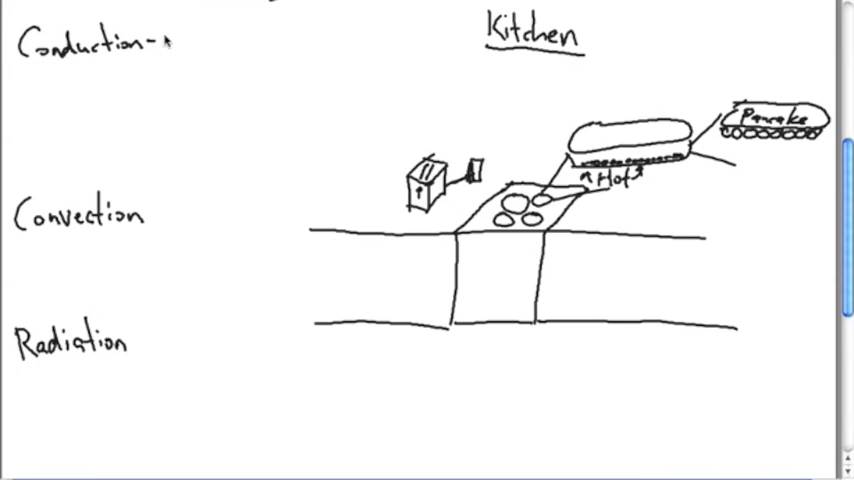 Conduction-
Kitchen
Pancake
Hot
Convection
Radiation